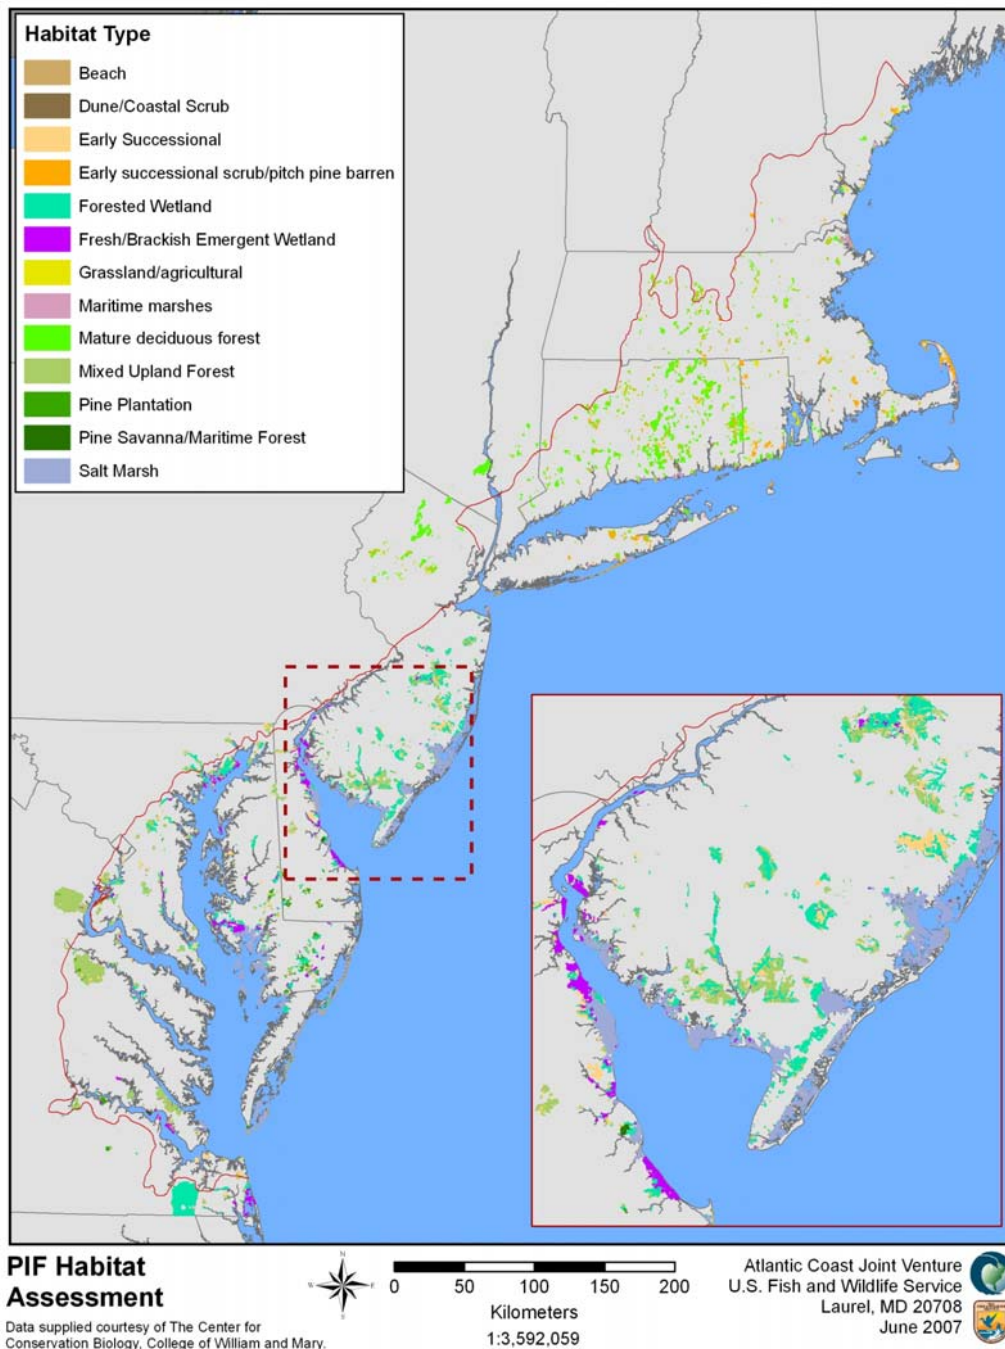 Habitat Type
Beach
Dune/Coastal Scrub
Early Successional
Early successional scrub/pitch pine barren
Forested Wetland
Fresh/Brackish Emergent Wetland
Grassland/agricultural
Maritime marshes
Mature deciduous forest
Mixed Upland Forest
Pine Plantation
Pine Savanna/Maritime Forest
Salt Marsh
PIF Habitat
Assessment
Data supplied courtesy of The Center for
Conservation Biology, College of William and Mary.
N
W E
S
0 50 100 150 200
Kilometers
1:3,592,059
Atlantic Coast Joint Venture
U.S. Fish and Wildlife Service
Laurel, MD 20708
June 2007